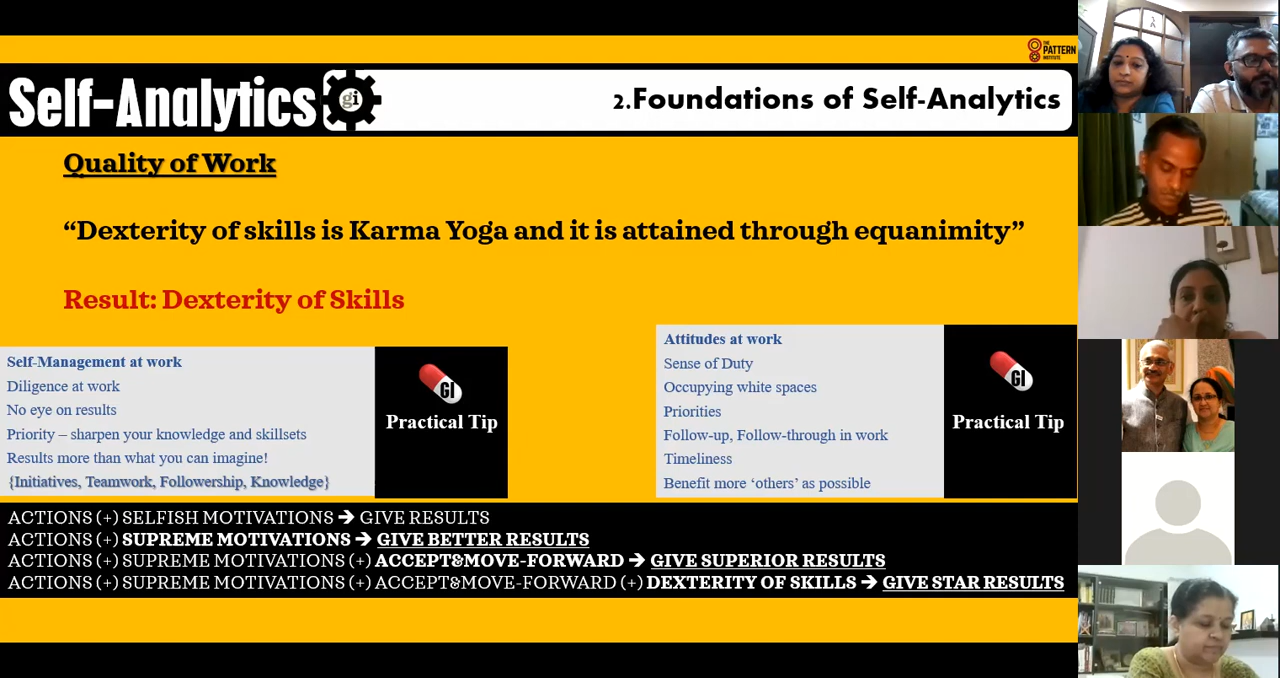 THE
PATTERN
INSTITUTE
Self-Analytics gi
2.Foundations of Self-Analytics
Quality of Work
“Dexterity of skills is Karma Yoga and it is attained through equanimity”
Result: Dexterity of Skills
Self-Management at work
Diligence at work
No eye on results
Priority – sharpen your knowledge and skillsets
Results more than what you can imagine!
{Initiatives, Teamwork, Followership, Knowledge}
GI
Practical Tip
Attitudes at work
Sense of Duty
Occupying white spaces
Priorities
Follow-up, Follow-through in work
Timeliness
Benefit more ‘others’ as possible
GI
Practical Tip
ACTIONS (+) SELFISH MOTIVATIONS ➔ GIVE RESULTS
ACTIONS (+) SUPREME MOTIVATIONS ➔ GIVE BETTER RESULTS
ACTIONS (+) SUPREME MOTIVATIONS (+) ACCEPT&MOVE-FORWARD ➔ GIVE SUPERIOR RESULTS
ACTIONS (+) SUPREME MOTIVATIONS (+) ACCEPT&MOVE-FORWARD (+) DEXTERITY OF SKILLS ➔ GIVE STAR RESULTS